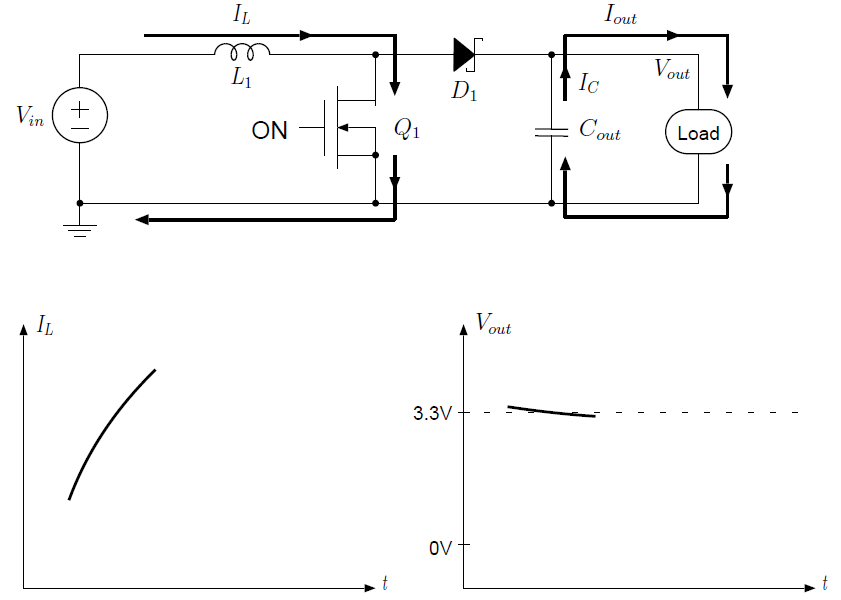 I_L
I_out
L_1
D_1
I_C
V_out
V_in
+
−
ON
Q_1
C_out
Load
I_L
V_out
3.3V
0V
t
t